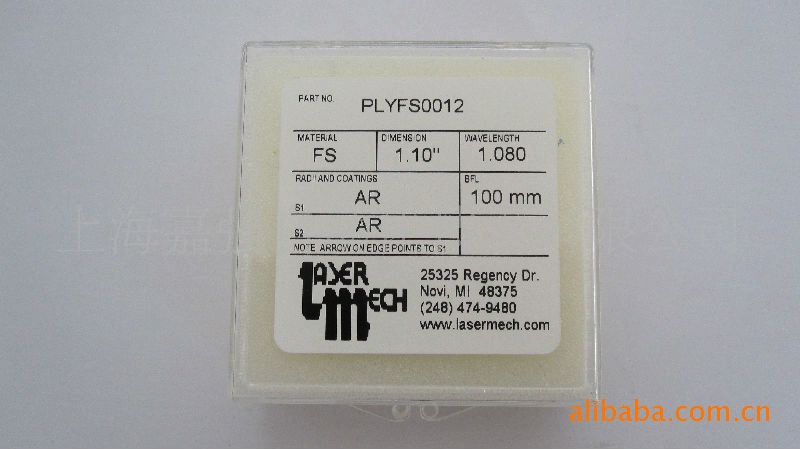 PART NO. PLYFS0012
MATERIAL DIMENSION WAVELENGTH
FS 1.10" 1.080
RADII AND COATINGS BFL
S1 AR 100 mm
S2 AR
NOTE: ARROW ON EDGE POINTS TO S1
LASER
MECH
25325 Regency Dr.
Novi, MI 48375
(248) 474-9480
www.lasermech.com
alibaba.com.cn